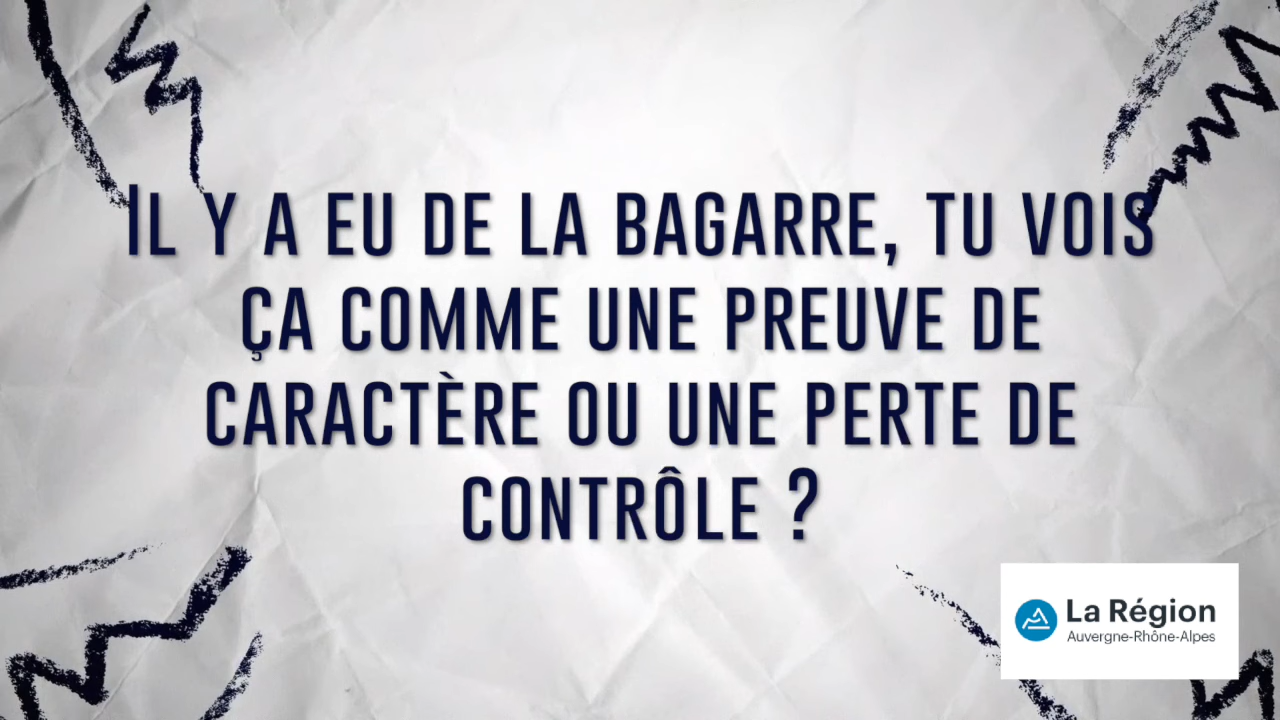 IL Y A EU DE LA BAGARRE, TU VOIS
ÇA COMME UNE PREUVE DE
CARACTÈRE OU UNE PERTE DE
CONTRÔLE ?
La Région
Auvergne-Rhône-Alpes